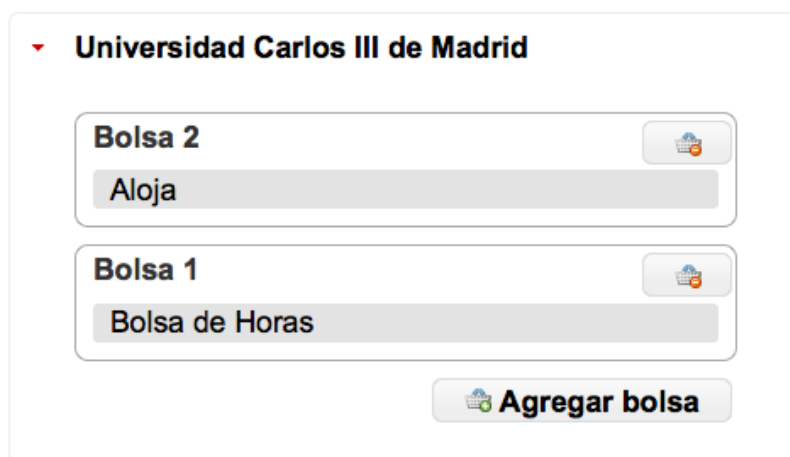 Universidad Carlos III de Madrid
Bolsa 2
Aloja
Bolsa 1
Bolsa de Horas
Agregar bolsa